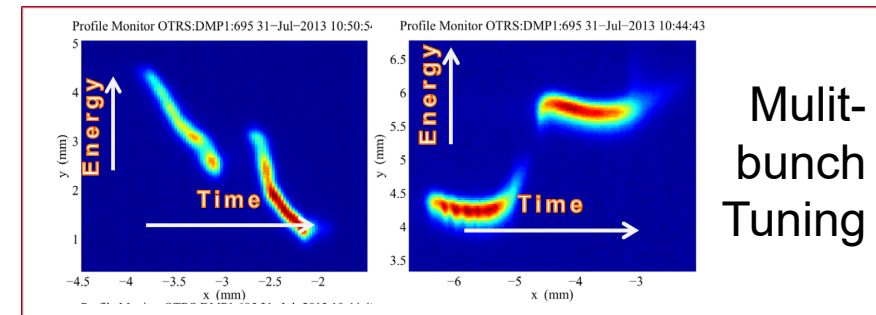 Profile Monitor OTRS:DMP1:695 31−Jul−2013 10:50:54
5
4
3
2
1
y (mm)
Energy
Time
−4.5 −4 −3.5 −3 −2.5 −2
x (mm)
Profile Monitor OTRS:DMP1:695 31−Jul−2013 10:44:43
6.5
6
5.5
5
4.5
4
3.5
y (mm)
Energy
Time
−6 −5 −4 −3
x (mm)
Mulit-
bunch
Tuning